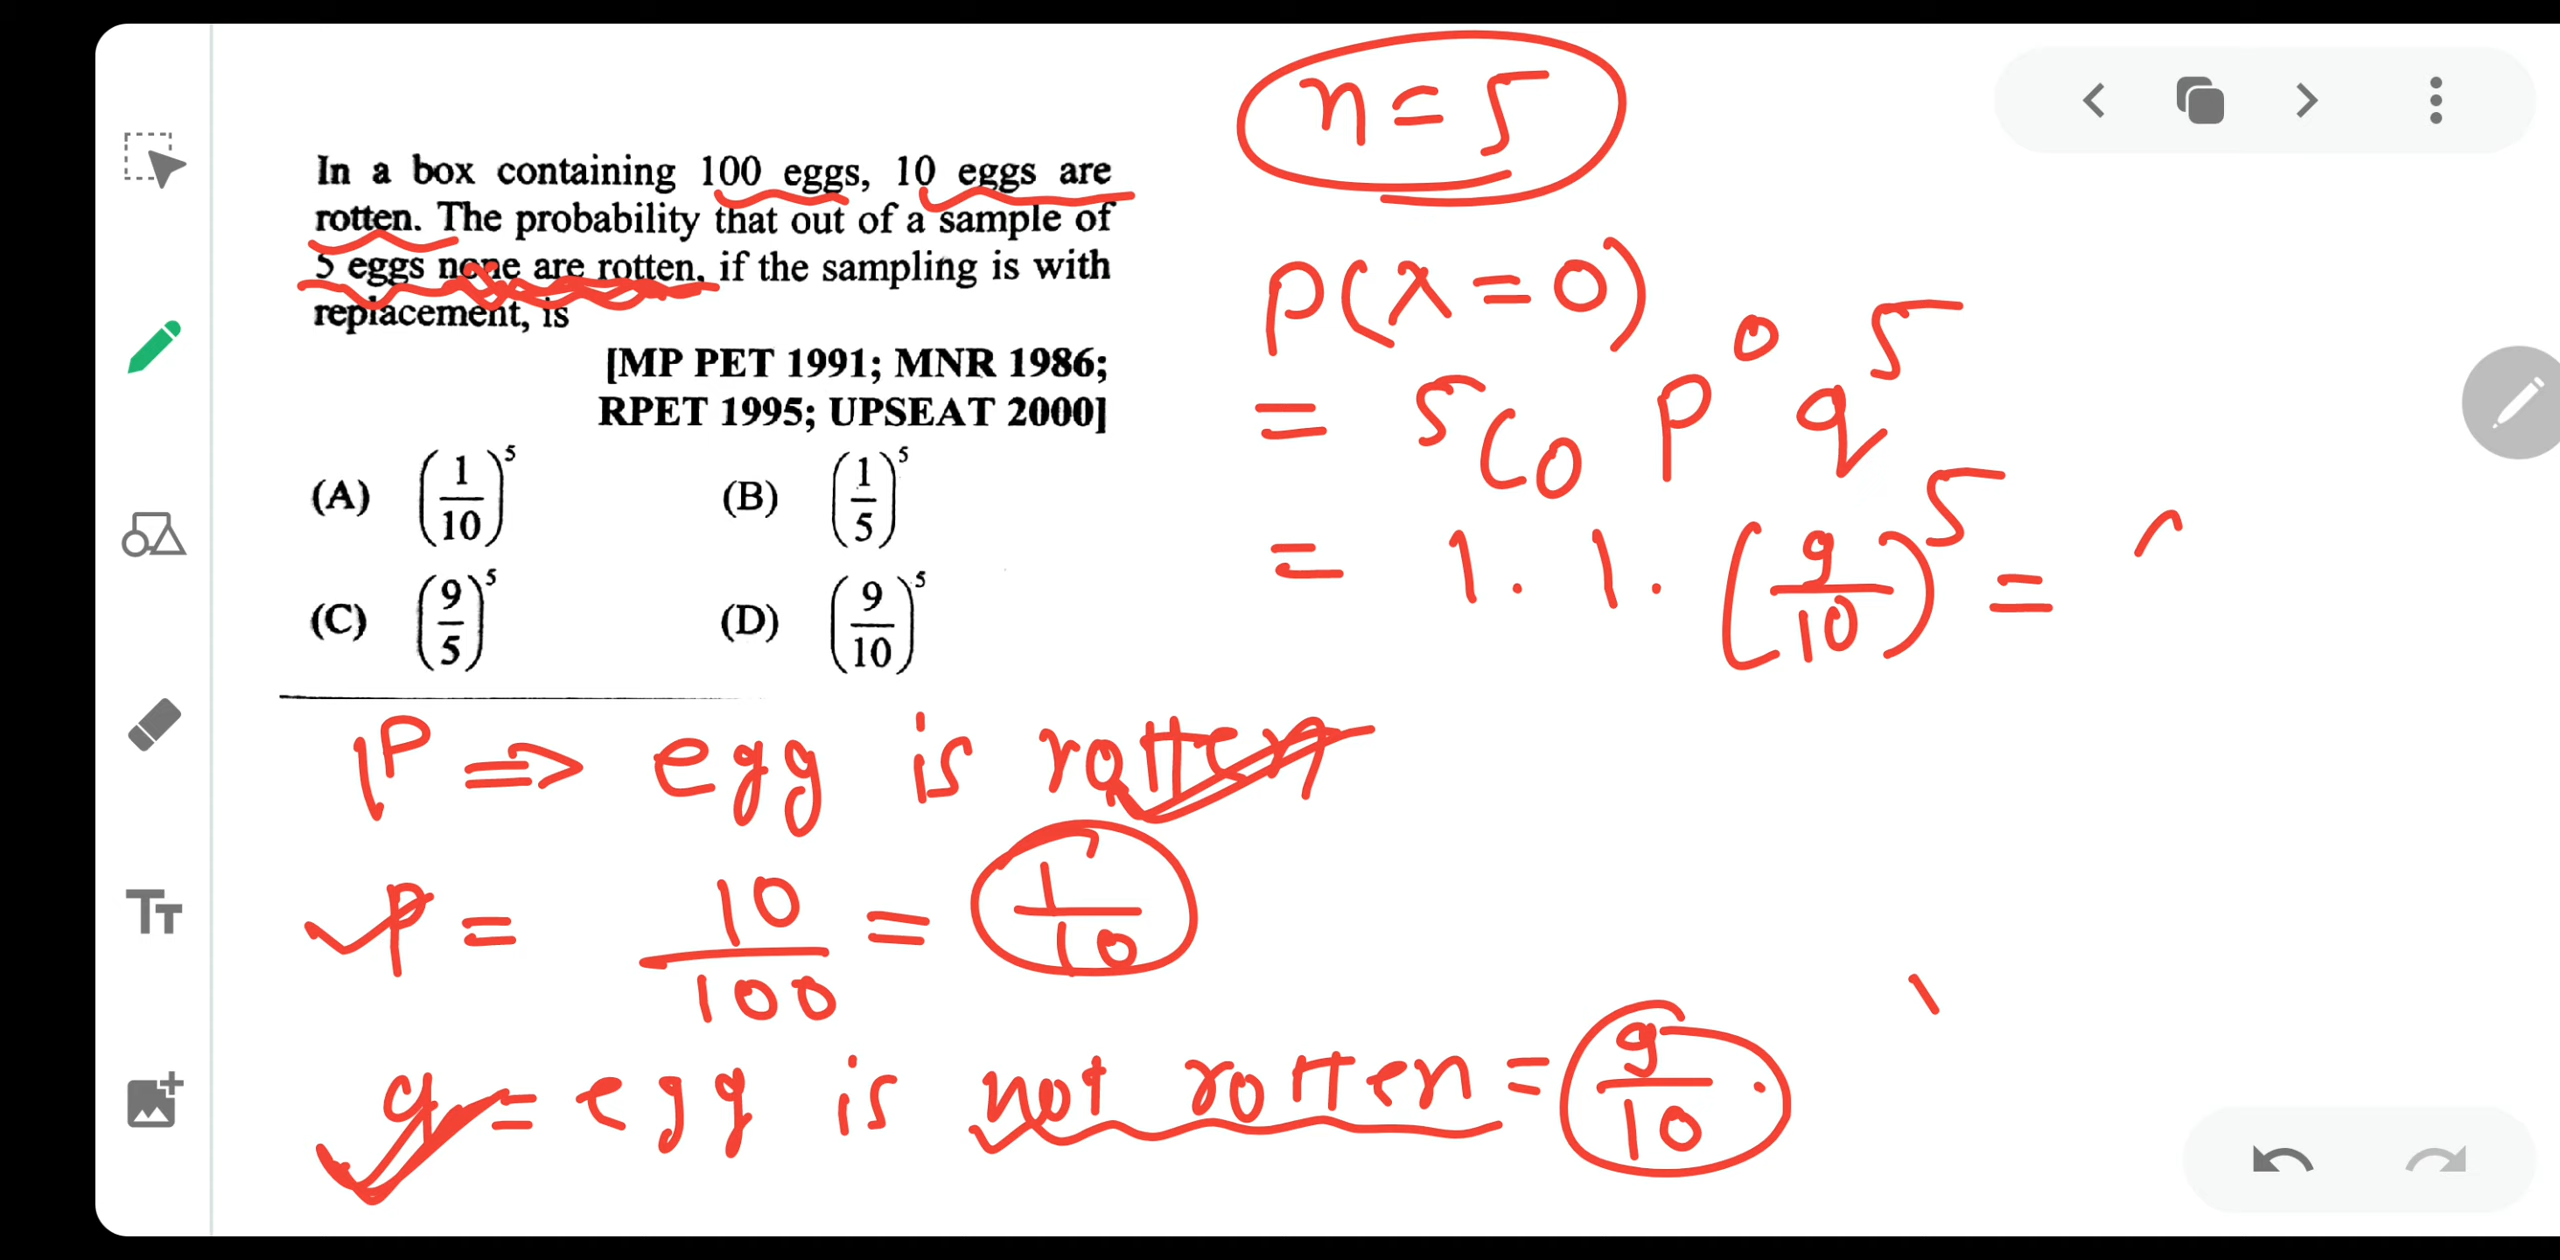 In a box containing 100 eggs, 10 eggs are
rotten. The probability that out of a sample of
5 eggs none are rotten, if the sampling is with
replacement, is
[MP PET 1991; MNR 1986;
RPET 1995; UPSEAT 2000]
(A) (1/10)^5 (B) (1/5)^5
(C) (9/5)^5 (D) (9/10)^5
n = 5
P(X = 0)
= 5C0 p^0 q^5
= 1 . 1 . (9/10)^5 =
P ⇒ egg is rotten
P = 10/100 = 1/10
q = egg is not rotten = 9/10 .
TT